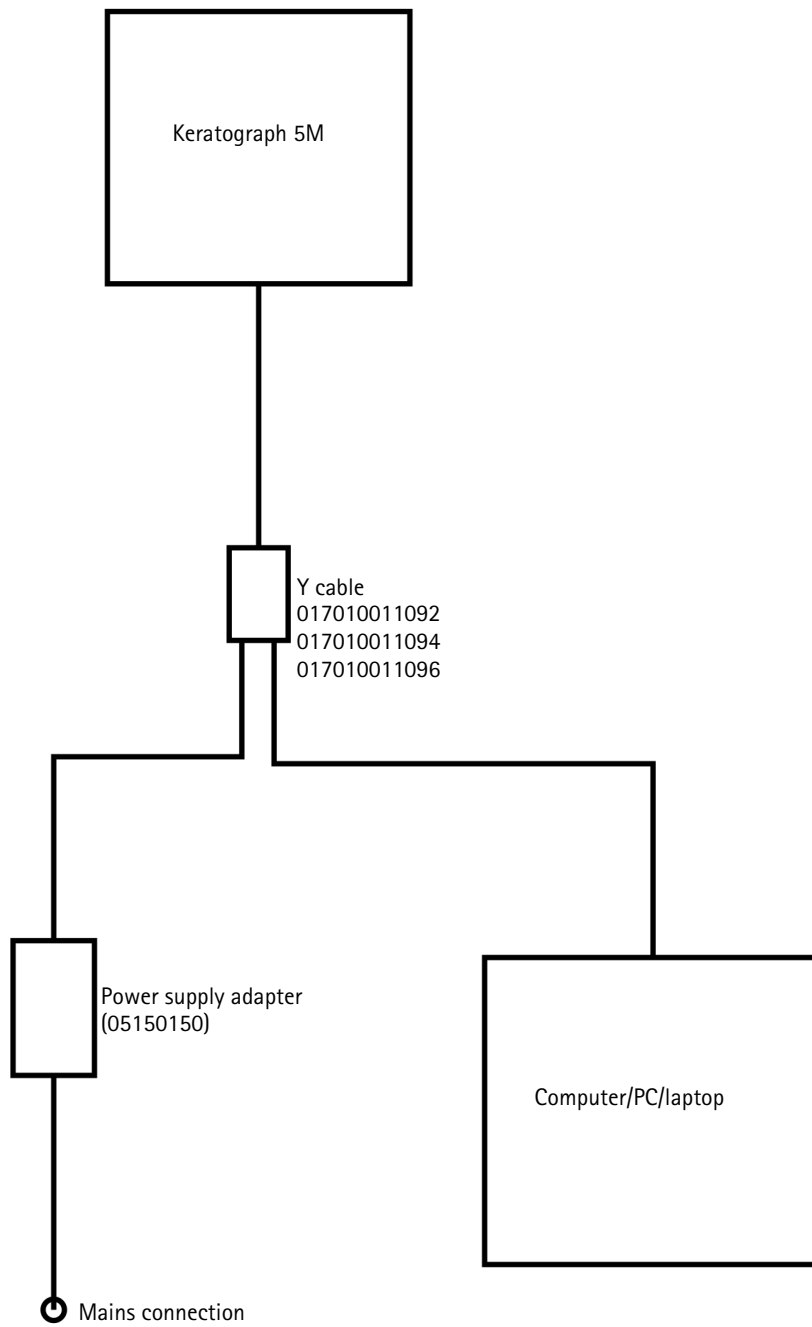 Keratograph 5M
Y cable
017010011092
017010011094
017010011096
Power supply adapter
(05150150)
Computer/PC/laptop
Mains connection